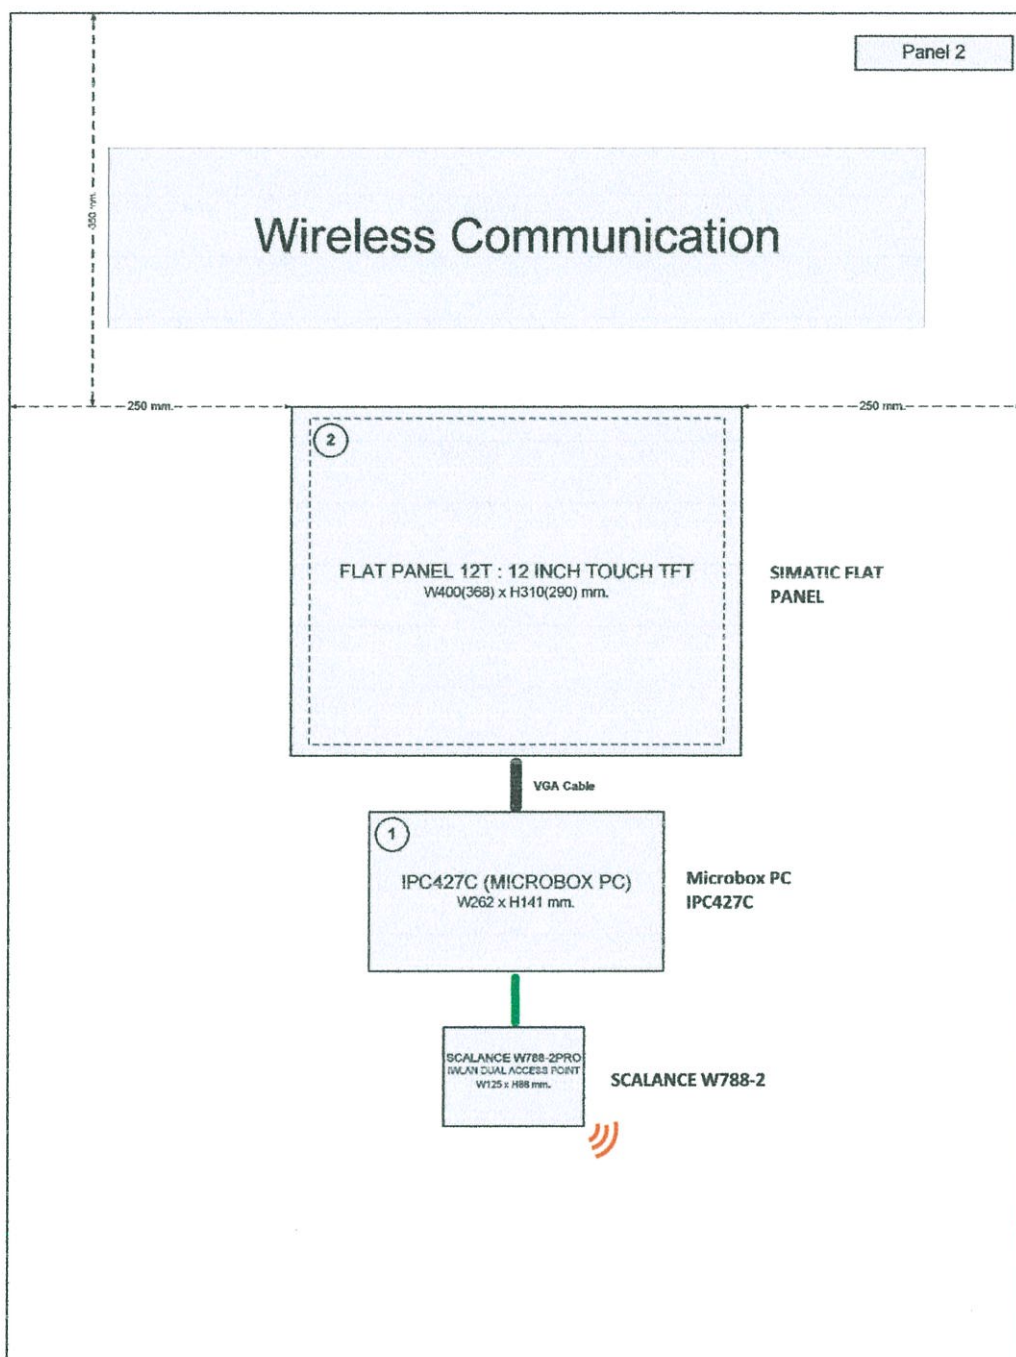 Panel 2
350 mm.
Wireless Communication
250 mm.
250 mm.
2
FLAT PANEL 12T : 12 INCH TOUCH TFT
W400(368) x H310(290) mm.
SIMATIC FLAT
PANEL
VGA Cable
1
IPC427C (MICROBOX PC)
W262 x H141 mm.
Microbox PC
IPC427C
SCALANCE W788-2PRO
IWLAN DUAL ACCESS POINT
W125 x H88 mm.
SCALANCE W788-2